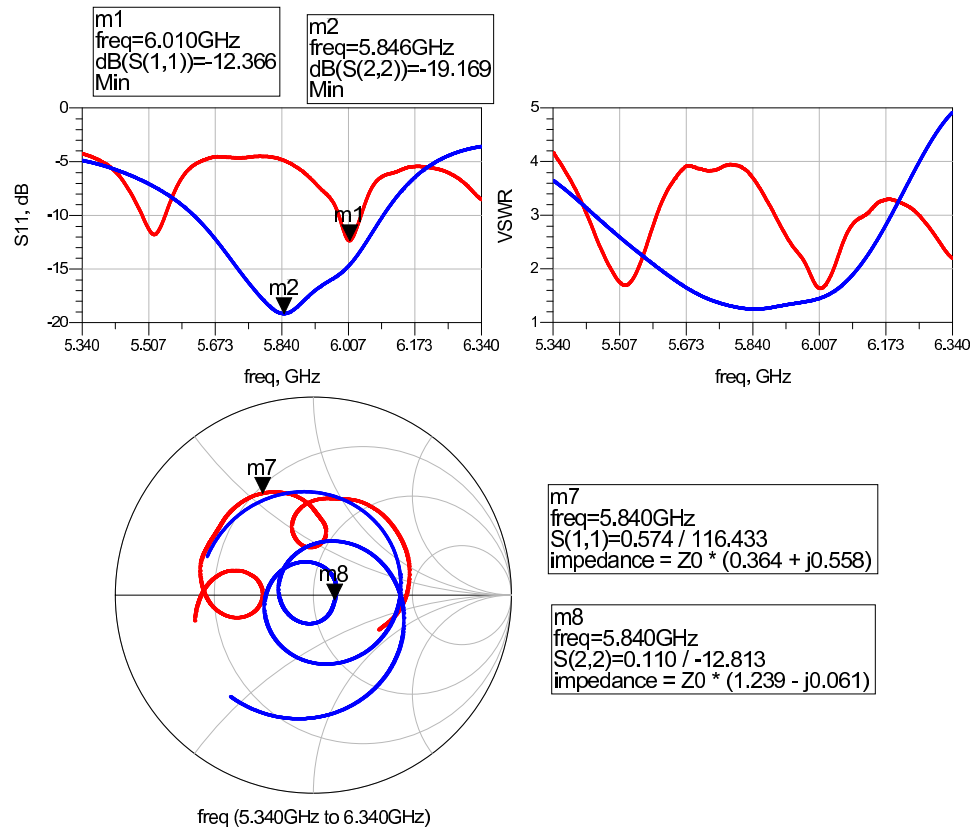 m1
freq=6.010GHz
dB(S(1,1))=-12.366
Min
m2
freq=5.846GHz
dB(S(2,2))=-19.169
Min
0
-5
-10
-15
-20
S11, dB
m1
m2
5.340
5.507
5.673
5.840
6.007
6.173
6.340
freq, GHz
5
4
3
2
1
VSWR
5.340
5.507
5.673
5.840
6.007
6.173
6.340
freq, GHz
m7
m8
freq (5.340GHz to 6.340GHz)
m7
freq=5.840GHz
S(1,1)=0.574 / 116.433
impedance = Z0 * (0.364 + j0.558)
m8
freq=5.840GHz
S(2,2)=0.110 / -12.813
impedance = Z0 * (1.239 - j0.061)